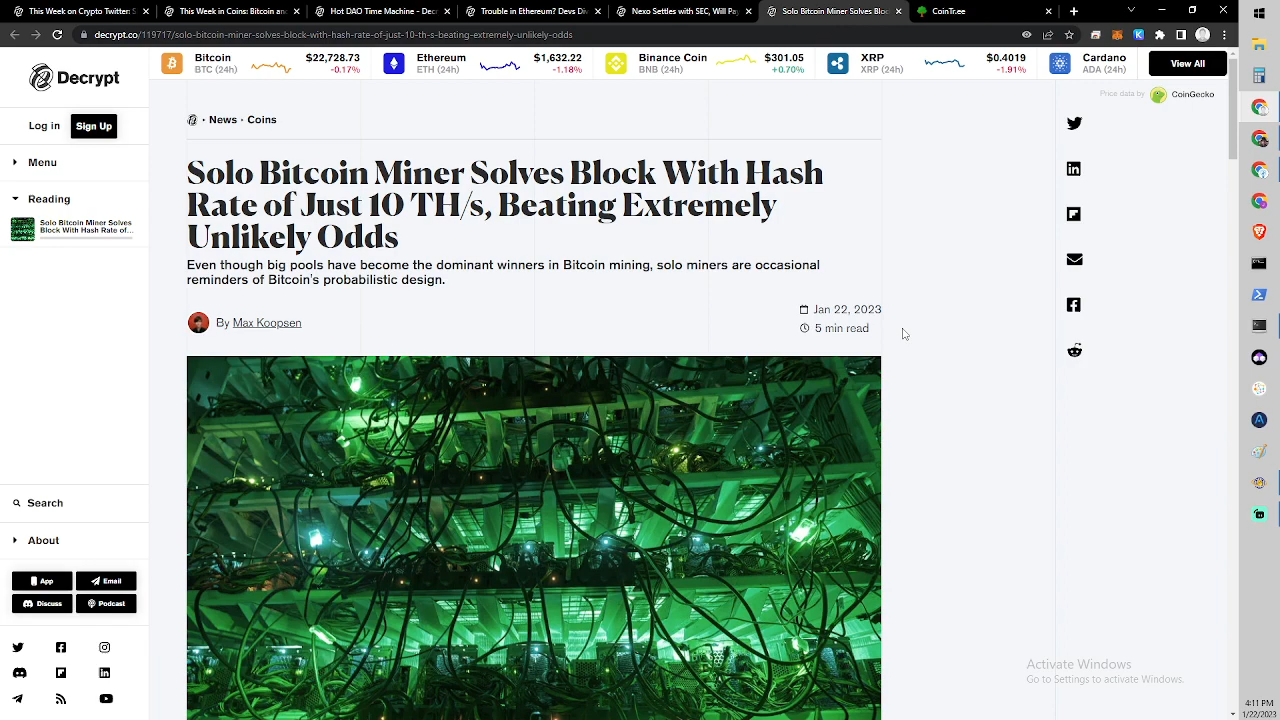 This Week on Crypto Twitter: S
This Week in Coins: Bitcoin an
Hot DAO Time Machine - Decr
Trouble in Ethereum? Devs Div
Nexo Settles with SEC, Will Pay
Solo Bitcoin Miner Solves Bloc
CoinTree
decrypt.co/119717/solo-bitcoin-miner-solves-block-with-hash-rate-of-just-10-th-s-beating-extremely-unlikely-odds
Decrypt
Bitcoin $22,728.73
BTC (24h) -0.17%
Ethereum $1,632.22
ETH (24h) -1.18%
Binance Coin $301.05
BNB (24h) +0.70%
XRP $0.4019
XRP (24h) -1.91%
Cardano
ADA (24h)
View All
Price data by CoinGecko
Log in Sign Up
Menu
Reading
Solo Bitcoin Miner Solves
Block With Hash Rate of...
News · Coins
Solo Bitcoin Miner Solves Block With Hash
Rate of Just 10 TH/s, Beating Extremely
Unlikely Odds
Even though big pools have become the dominant winners in Bitcoin mining, solo miners are occasional
reminders of Bitcoin's probabilistic design.
By Max Koopsen
Jan 22, 2023
5 min read
Search
About
App Email
Discuss Podcast
Activate Windows
Go to Settings to activate Windows.
4:11 PM
1/22/2023